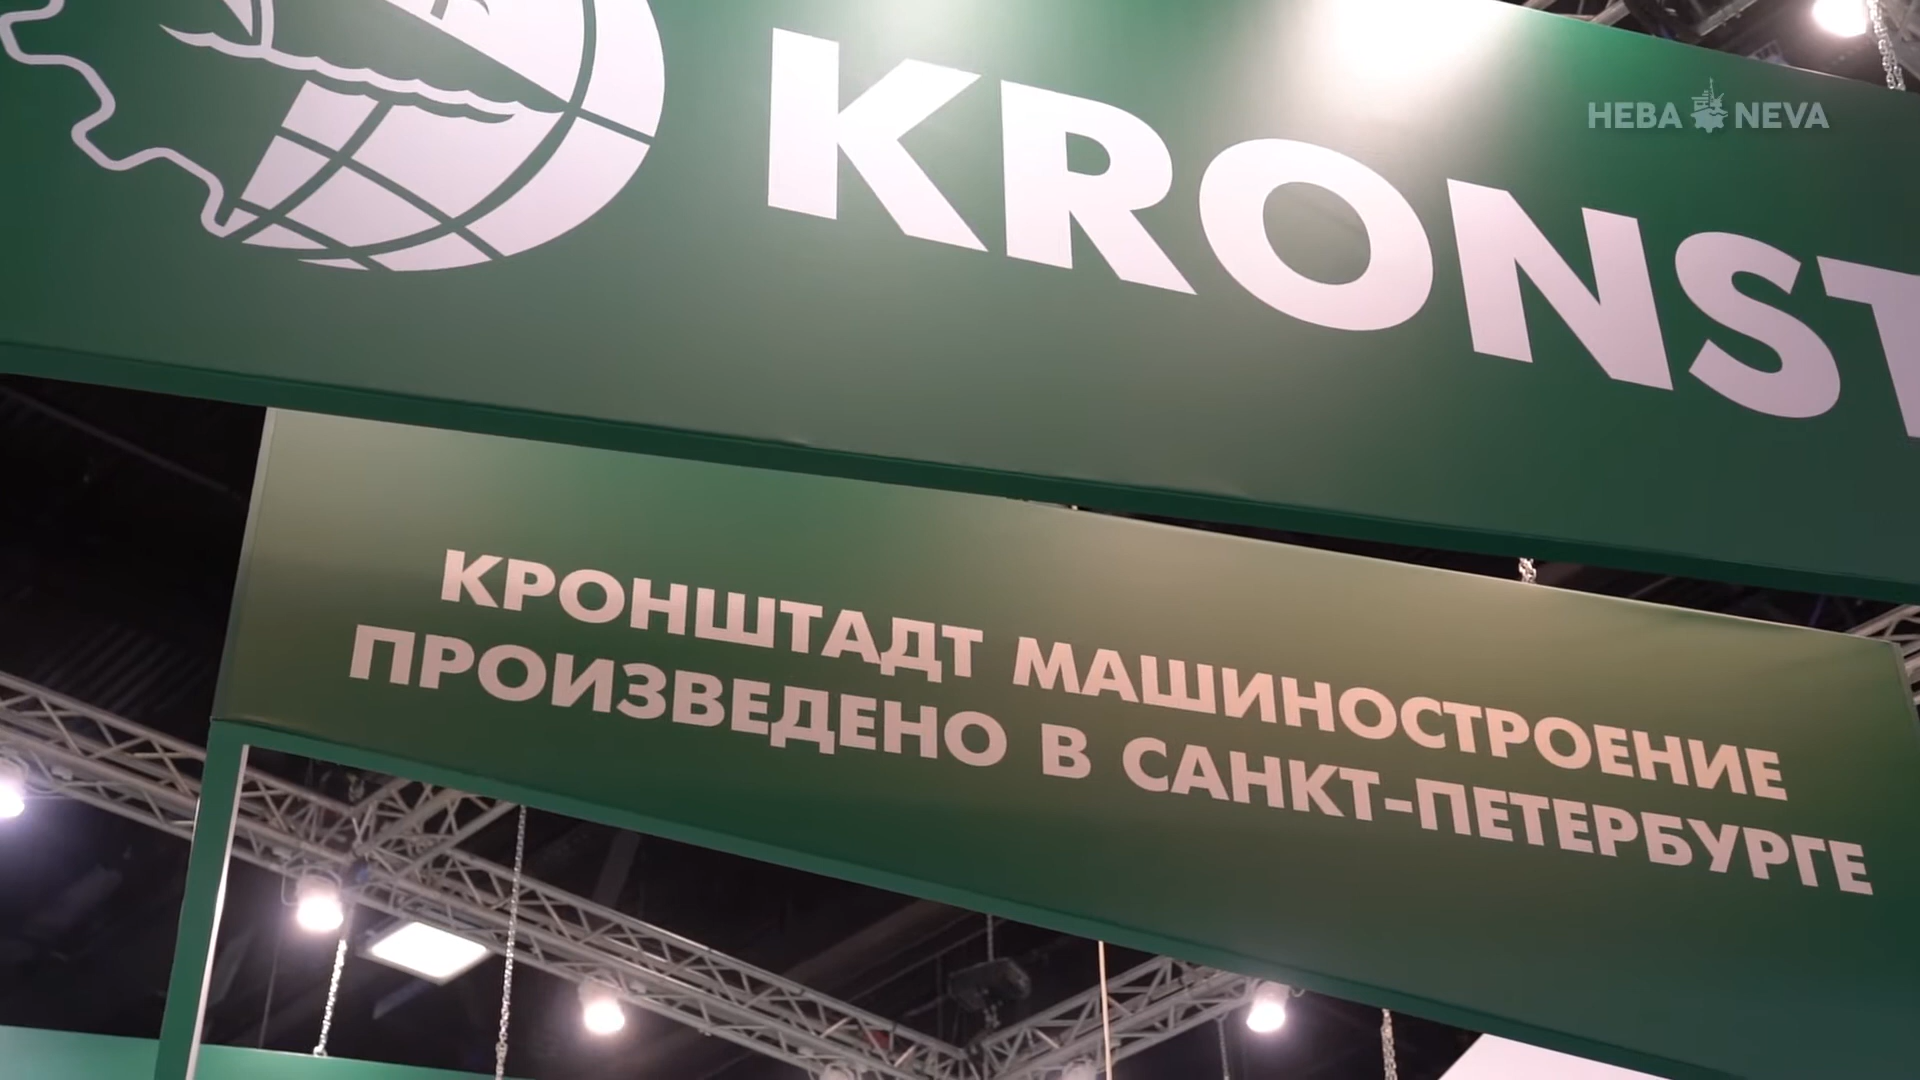 НЕВА NEVA
KRONST
КРОНШТАДТ МАШИНОСТРОЕНИЕ
ПРОИЗВЕДЕНО В САНКТ-ПЕТЕРБУРГЕ